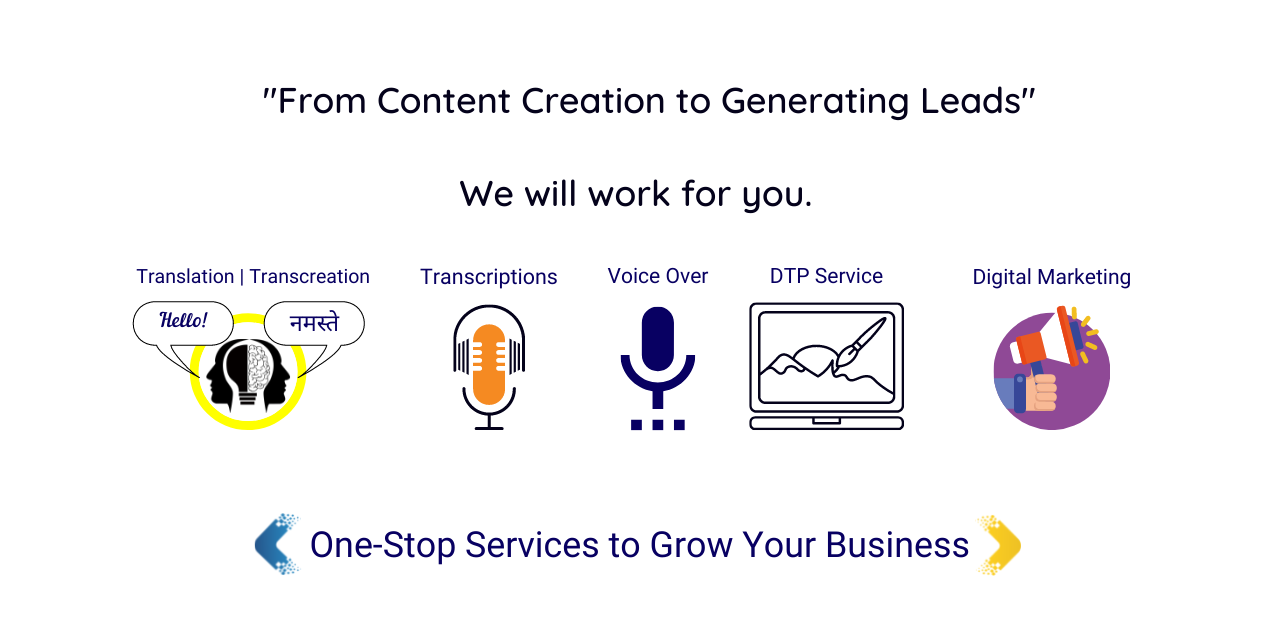 "From Content Creation to Generating Leads"
We will work for you.
Translation | Transcreation
Transcriptions
Voice Over
DTP Service
Digital Marketing
Hello!
नमस्ते
One-Stop Services to Grow Your Business